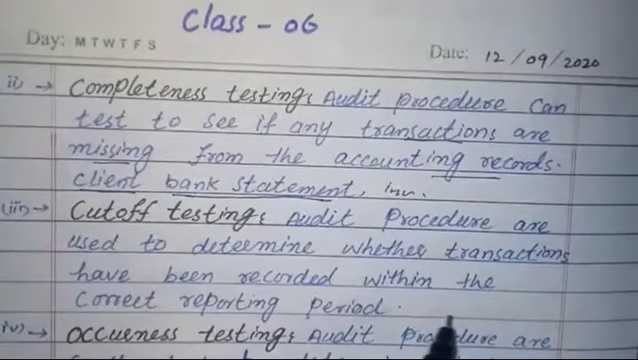 Class - 06
Day: M T W T F S
Date: 12/09/2020
ii) → Completeness testing: Audit procedure can
test to see if any transactions are
missing from the accounting records.
client bank statement, inv.
(iii) → Cutoff testing: Audit Procedure are
used to determine whether transactions
have been recorded within the
correct reporting period.
iv) → Occueness testing: Audit procedure are